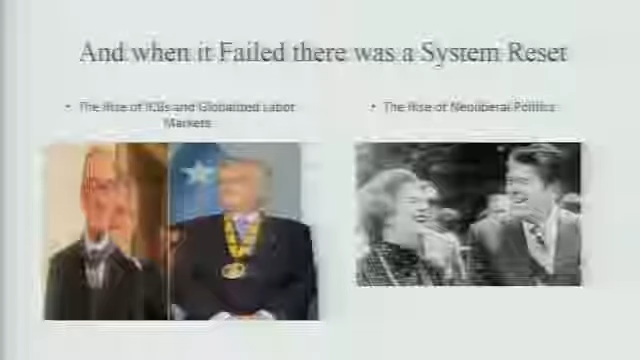 And when it Failed there was a System Reset
• The Rise of ICBs and Globalized Labor
Markets
• The Rise of Neoliberal Politics